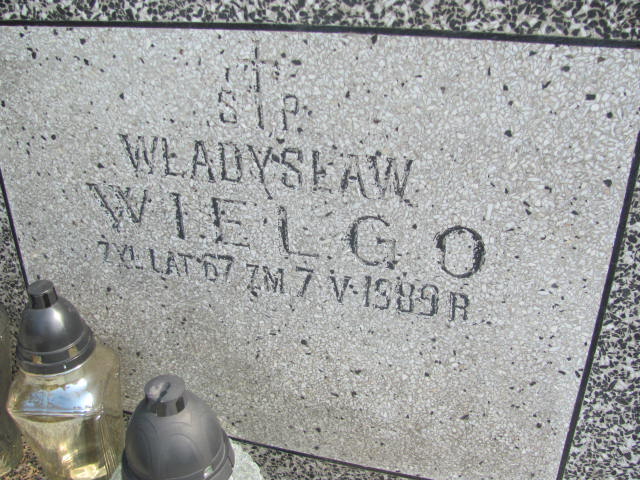 Ś P.
WŁADYSŁAW
WIELGO
ŻYŁ LAT 67 ZM 7 V-1989 R